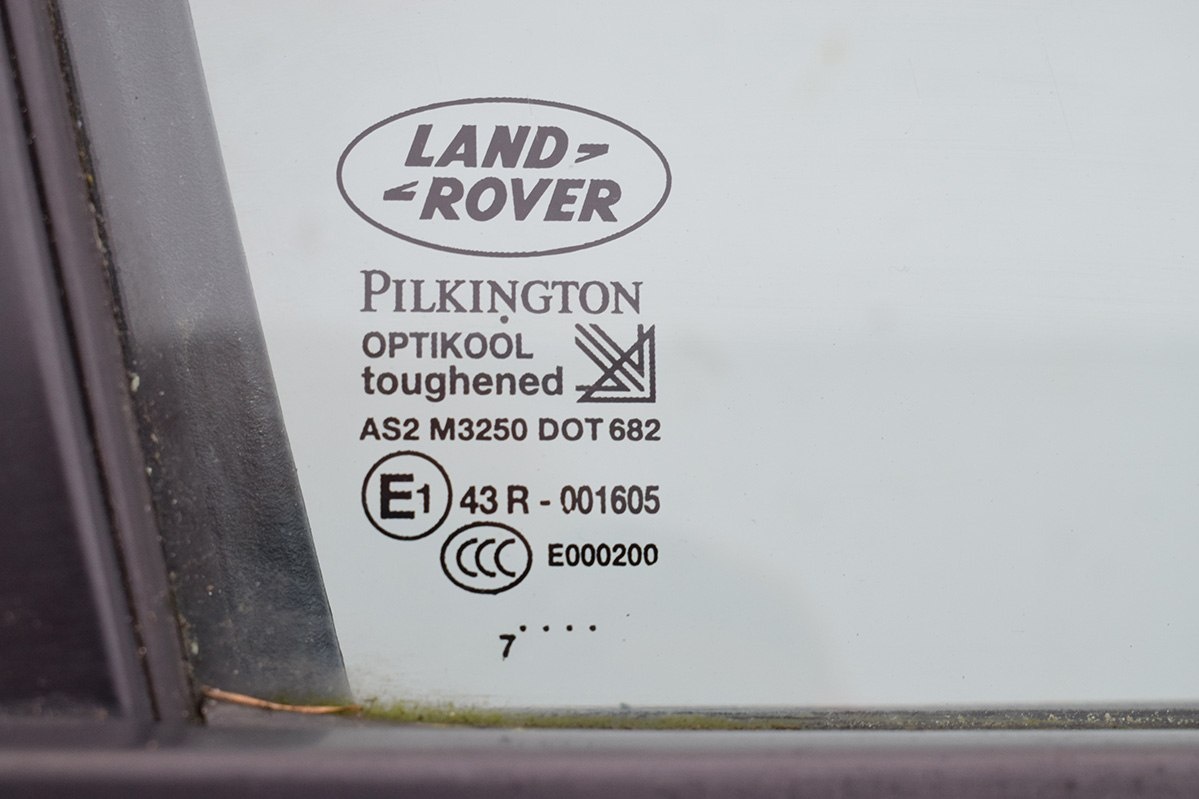 LAND
ROVER
PILKINGTON
OPTIKOOL
toughened
AS2 M3250 DOT 682
E1 43 R - 001605
CCC E000200
7 . . . .